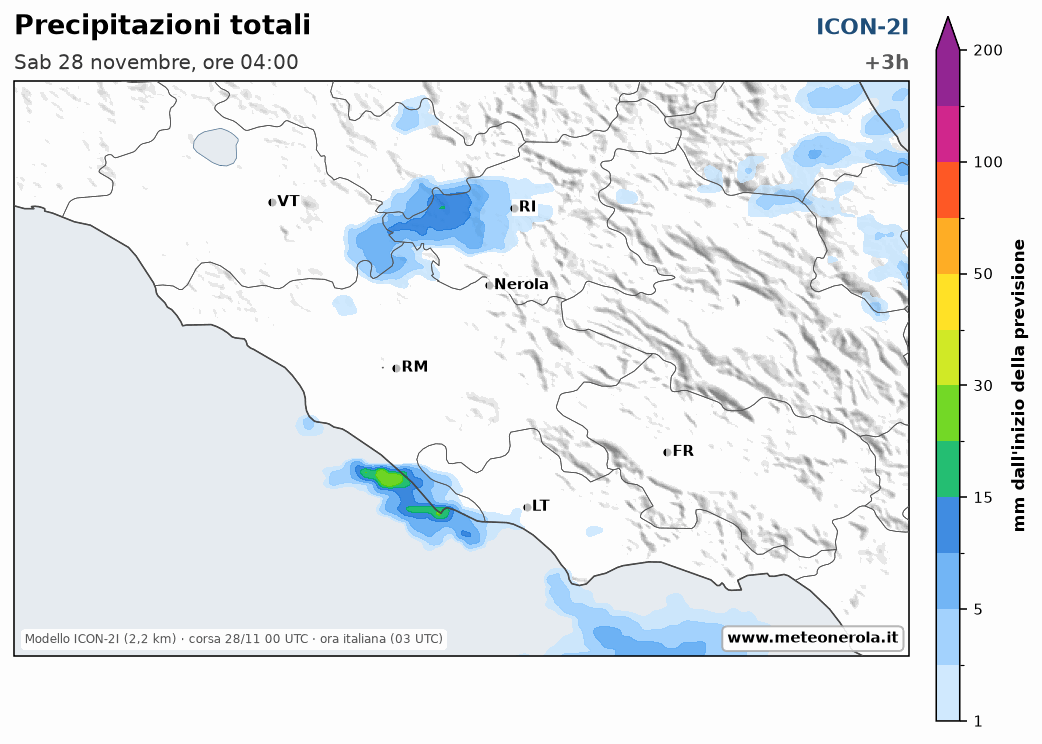 Precipitazioni totali
ICON-2I
Sab 28 novembre, ore 04:00
+3h
200
100
50
30
15
5
1
mm dall'inizio della previsione
VT
RI
Nerola
RM
FR
LT
Modello ICON-2I (2,2 km) · corsa 28/11 00 UTC · ora italiana (03 UTC)
www.meteonerola.it